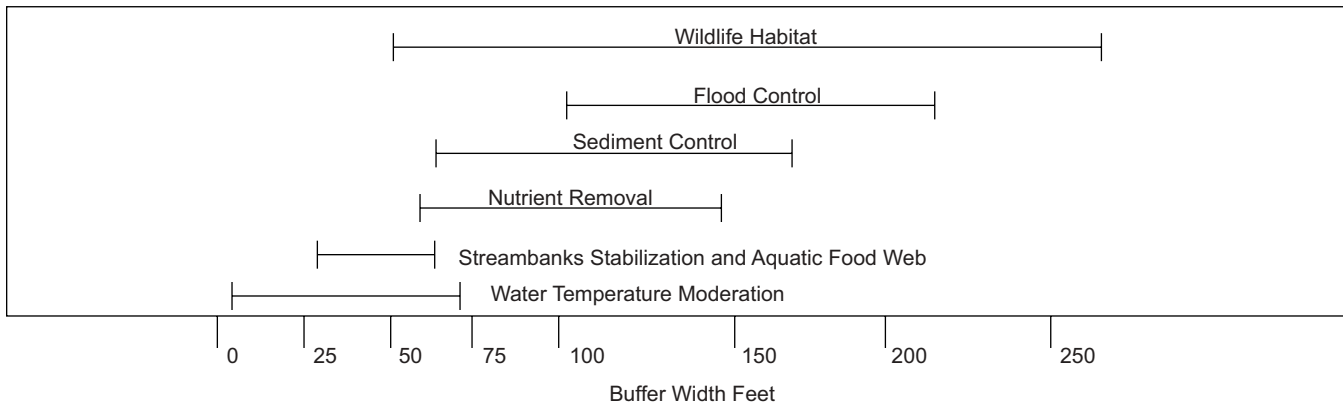 Wildlife Habitat
Flood Control
Sediment Control
Nutrient Removal
Streambanks Stabilization and Aquatic Food Web
Water Temperature Moderation
0 25 50 75 100 150 200 250
Buffer Width Feet